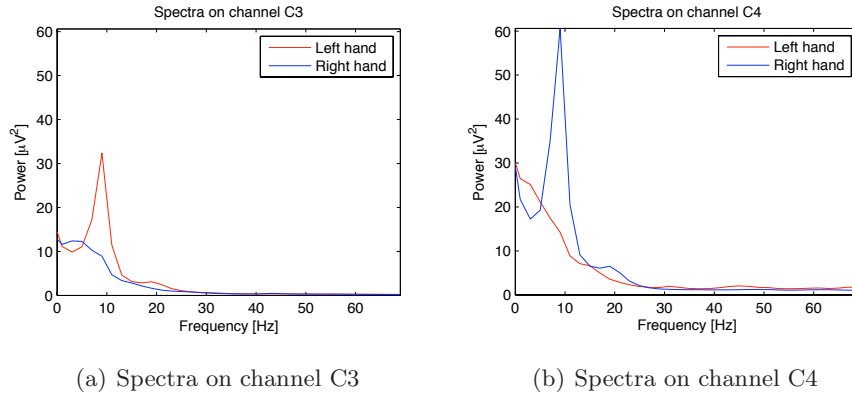 Spectra on channel C3
60
50
40
30
20
10
0
Power [μV²]
Left hand
Right hand
0 10 20 30 40 50 60
Frequency [Hz]
(a) Spectra on channel C3
Spectra on channel C4
60
50
40
30
20
10
0
Power [μV²]
Left hand
Right hand
0 10 20 30 40 50 60
Frequency [Hz]
(b) Spectra on channel C4